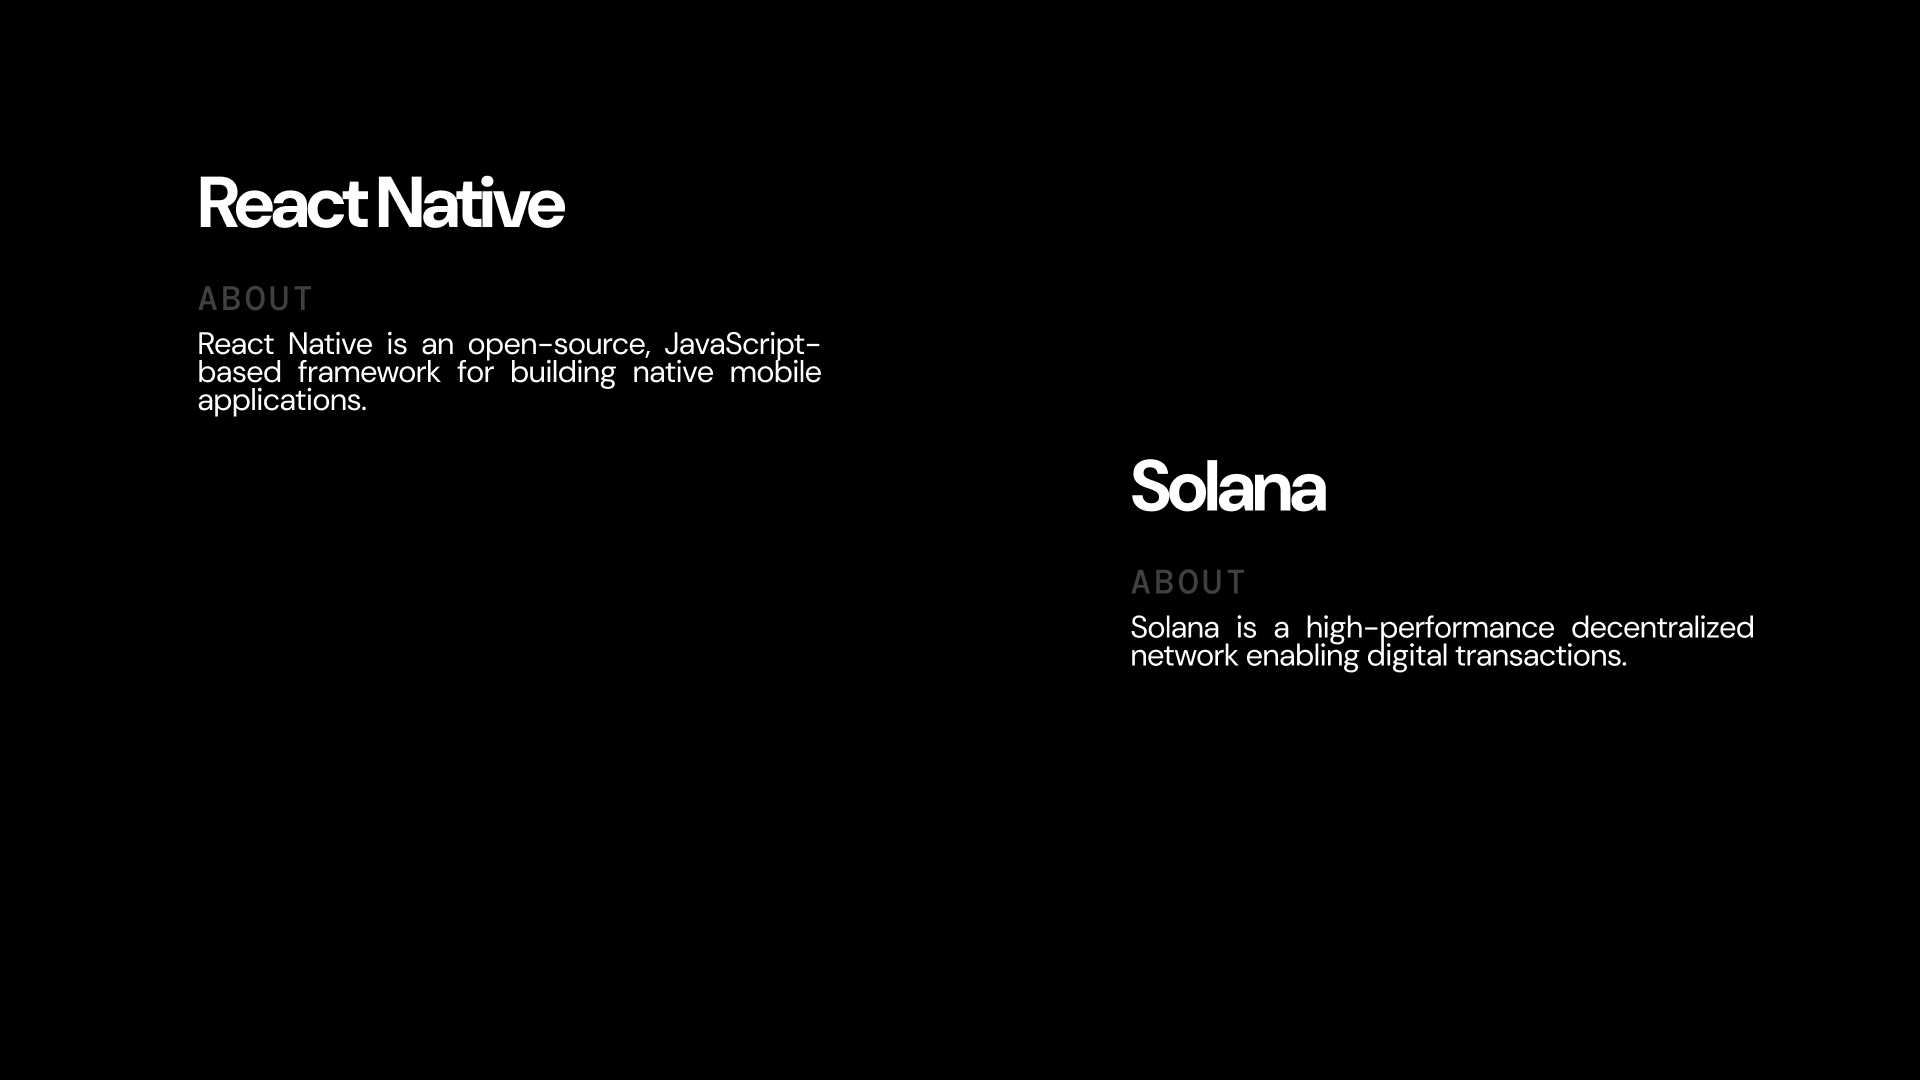 React Native
ABOUT
React Native is an open-source, JavaScript-
based framework for building native mobile
applications.
Solana
ABOUT
Solana is a high-performance decentralized
network enabling digital transactions.